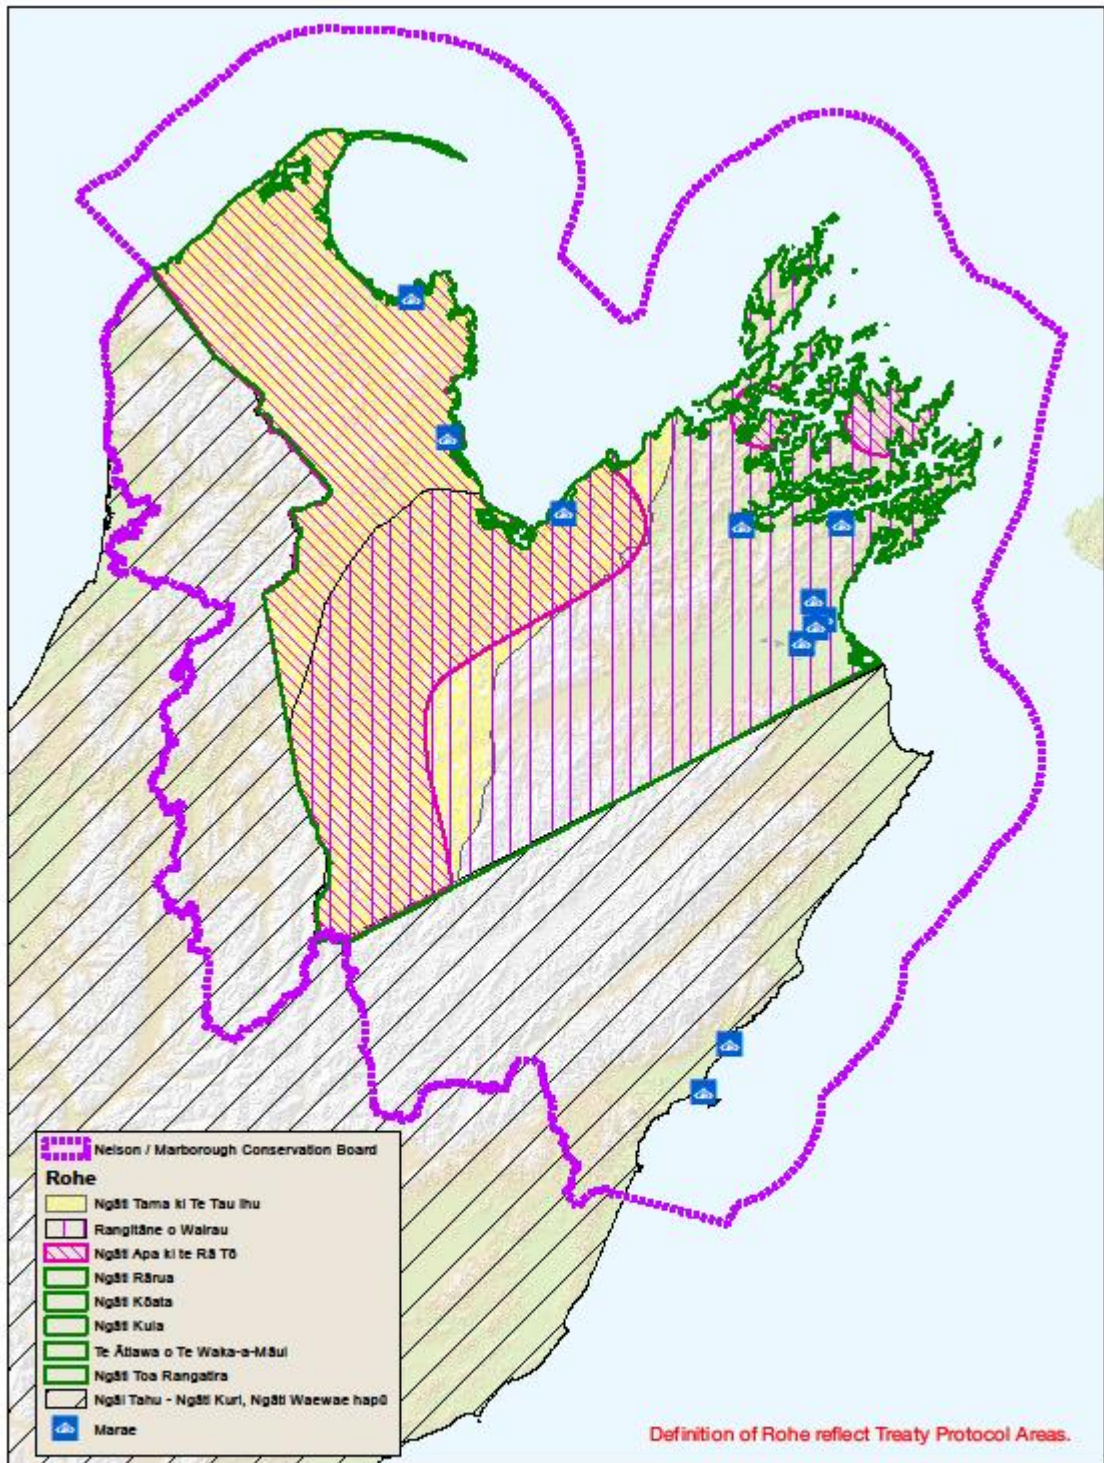 Nelson / Marborough Conservation Board
Rohe
Ngāti Tama ki Te Tau Ihu
Rangitāne o Wairau
Ngāti Apa ki te Rā Tō
Ngāti Rārua
Ngāti Kōata
Ngāti Kuia
Te Ātiawa o Te Waka-a-Māui
Ngāti Toa Rangatira
Ngāi Tahu - Ngāti Kuri, Ngāti Waewae hapū
Marae
Definition of Rohe reflect Treaty Protocol Areas.